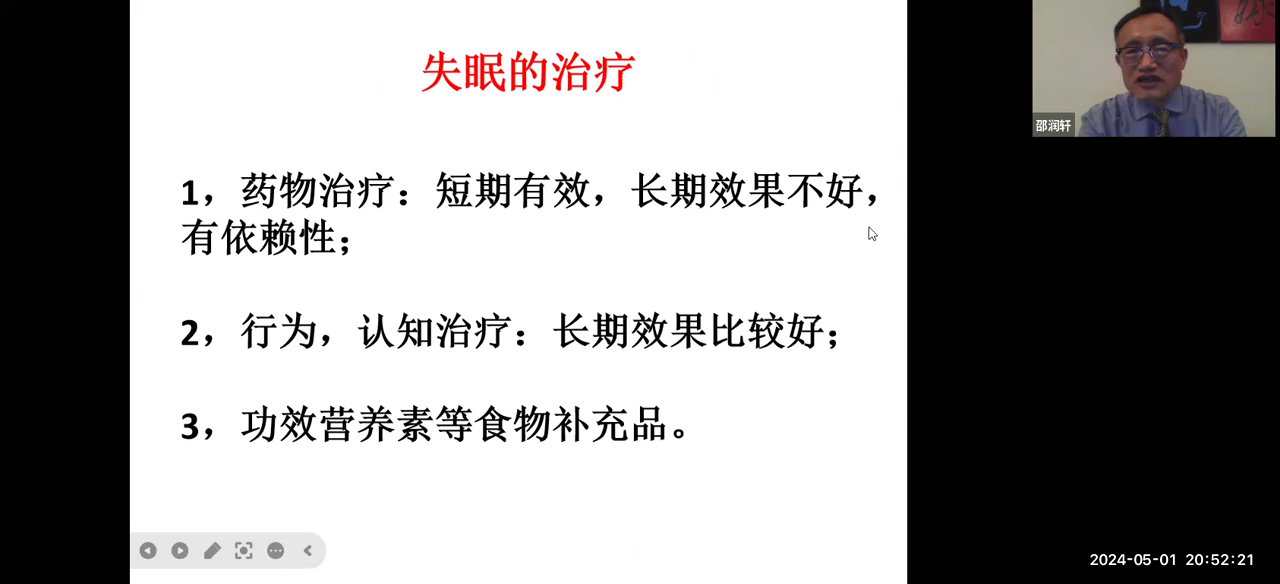 失眠的治疗
1，药物治疗：短期有效，长期效果不好，
有依赖性；
2，行为，认知治疗：长期效果比较好；
3，功效营养素等食物补充品。
邵润轩
2024-05-01 20:52:21